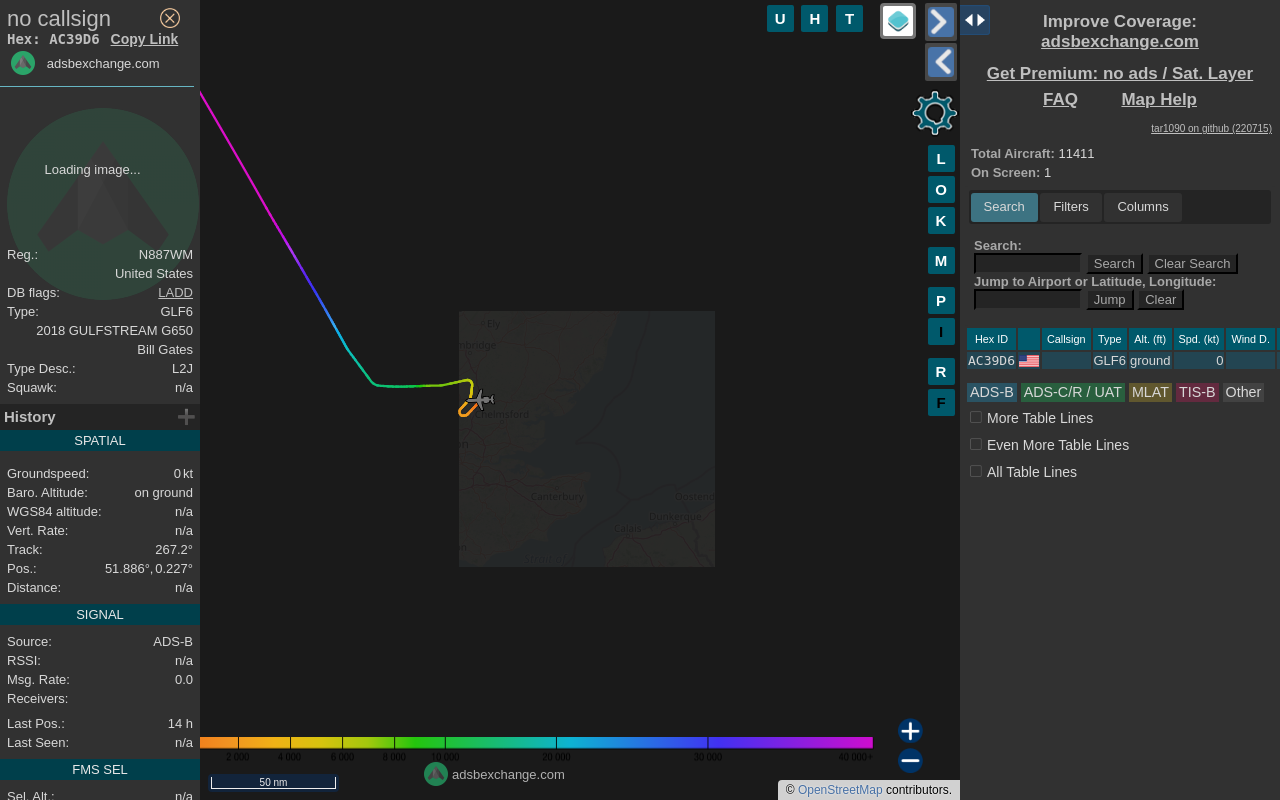 no callsign
Hex: AC39D6 Copy Link
adsbexchange.com
Loading image...
Reg.: N887WM
United States
DB flags: LADD
Type: GLF6
2018 GULFSTREAM G650
Bill Gates
Type Desc.: L2J
Squawk: n/a
History
SPATIAL
Groundspeed: 0 kt
Baro. Altitude: on ground
WGS84 altitude: n/a
Vert. Rate: n/a
Track: 267.2°
Pos.: 51.886°, 0.227°
Distance: n/a
SIGNAL
Source: ADS-B
RSSI: n/a
Msg. Rate: 0.0
Receivers:
Last Pos.: 14 h
Last Seen: n/a
FMS SEL
Sel. Alt.: n/a
U H T
L
O
K
M
P
I
R
F
Ely
Chelmsford
Canterbury
Dunkerque
Calais
2 000 4 000 6 000 8 000 10 000 20 000 30 000 40 000+
adsbexchange.com
50 nm
© OpenStreetMap contributors.
Improve Coverage:
adsbexchange.com
Get Premium: no ads / Sat. Layer
FAQ Map Help
tar1090 on github (220715)
Total Aircraft: 11411
On Screen: 1
Search Filters Columns
Search:
Search Clear Search
Jump to Airport or Latitude, Longitude:
Jump Clear
Hex ID Callsign Type Alt. (ft) Spd. (kt) Wind D.
AC39D6 GLF6 ground 0
ADS-B ADS-C/R / UAT MLAT TIS-B Other
More Table Lines
Even More Table Lines
All Table Lines